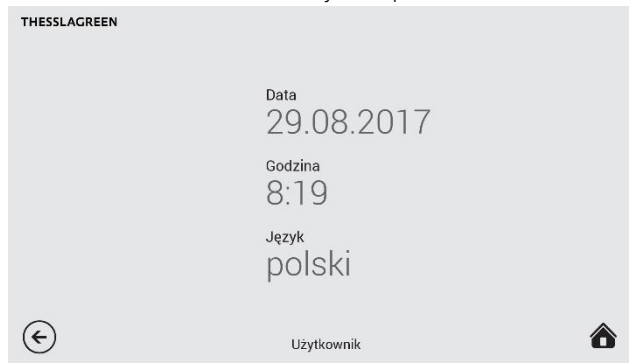 THESSLAGREEN
Data
29.08.2017
Godzina
8:19
Język
polski
Użytkownik